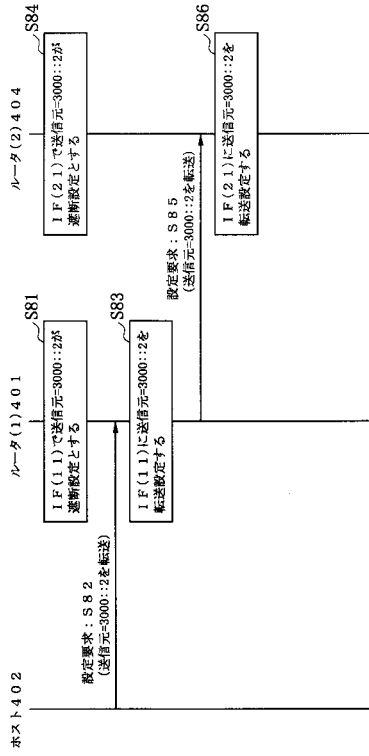 ホスト402
ルータ(1)401
ルータ(2)404
S81
IF(11)で送信元=3000::2が
遮断設定とする
S84
IF(21)で送信元=3000::2が
遮断設定とする
設定要求:S82
(送信元=3000::2を転送)
S83
IF(11)に送信元=3000::2を
転送設定する
設定要求:S85
(送信元=3000::2を転送)
S86
IF(21)に送信元=3000::2を
転送設定する